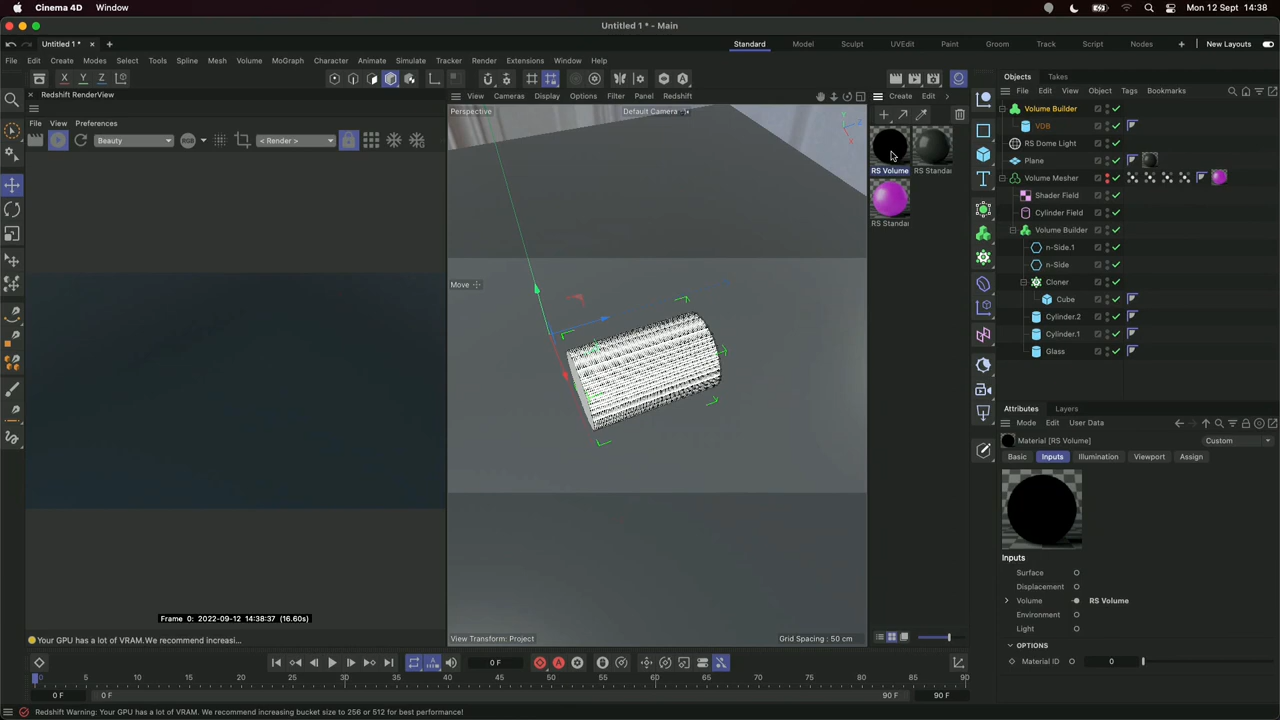 Cinema 4D Window Mon 12 Sept 14:38
Untitled 1 * - Main
Untitled 1 * Standard Model Sculpt UVEdit Paint Groom Track Script Nodes New Layouts
File Edit Create Modes Select Tools Spline Mesh Volume MoGraph Character Animate Simulate Tracker Render Extensions Window Help
X Y Z
Objects Takes
Redshift RenderView
View Cameras Display Options Filter Panel Redshift
Create Edit
File Edit View Object Tags Bookmarks
Perspective Default Camera
File View Preferences
Beauty RGB < Render >
Volume Builder
VDB
RS Dome Light
Plane
Volume Mesher
Shader Field
Cylinder Field
Volume Builder
n-Side.1
n-Side
Cloner
Cube
Cylinder.2
Cylinder.1
Glass
RS Volume RS Standar
RS Standar
Move
Attributes Layers
Mode Edit User Data
Material [RS Volume] Custom
Basic Inputs Illumination Viewport Assign
Inputs
Surface
Displacement
Volume RS Volume
Environment
Light
OPTIONS
Material ID 0
Frame 0: 2022-09-12 14:38:37 (16.60s)
Your GPU has a lot of VRAM.We recommend increasi...
View Transform: Project Grid Spacing : 50 cm
0 F
0 5 10 15 20 25 30 35 40 45 50 55 60 65 70 75 80 85 90
0 F 0 F 90 F 90 F
Redshift Warning: Your GPU has a lot of VRAM. We recommend increasing bucket size to 256 or 512 for best performance!